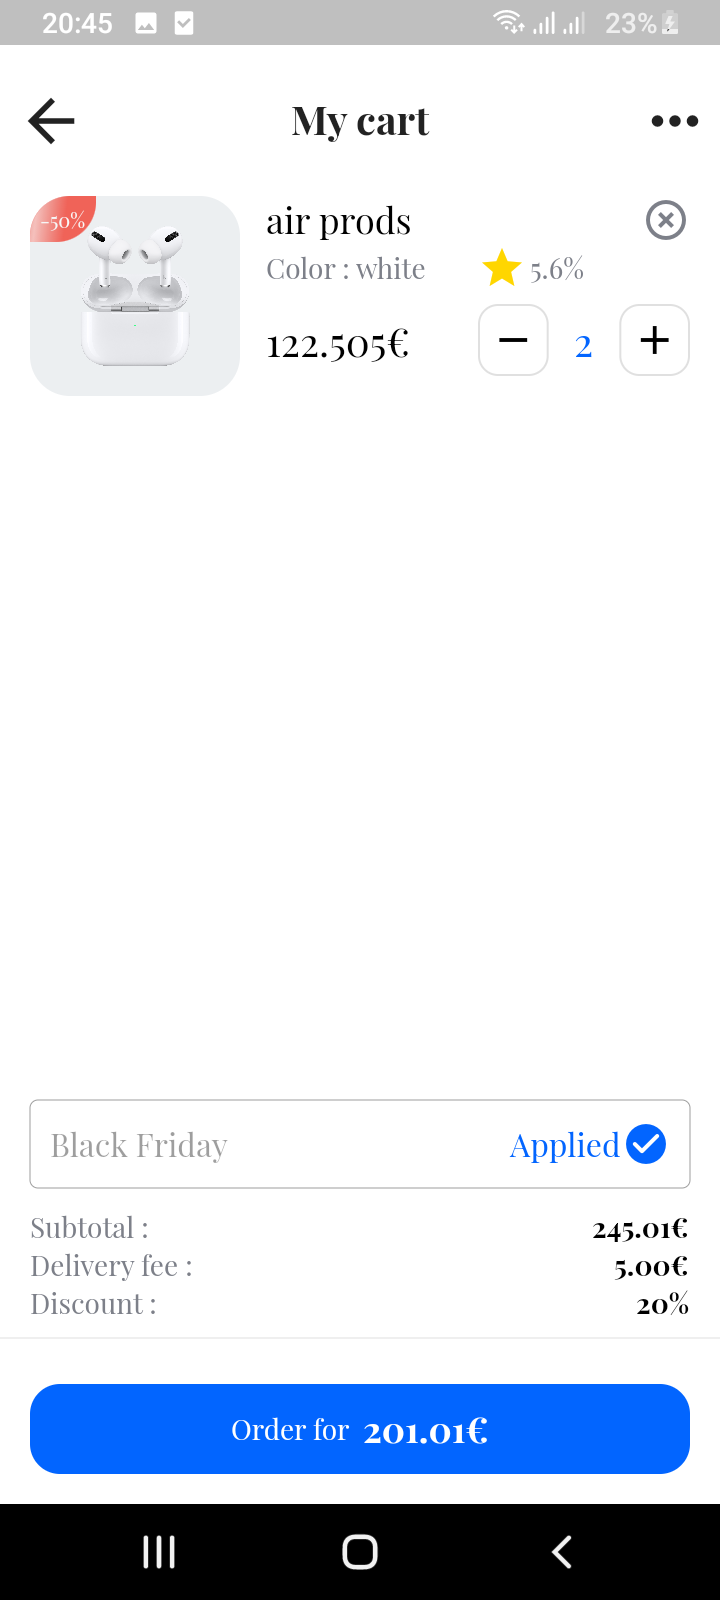 20:45 23%
My cart
-50%
air prods
Color : white 5.6%
122.505€ 2
Black Friday Applied
Subtotal : 245.01€
Delivery fee : 5.00€
Discount : 20%
Order for 201.01€